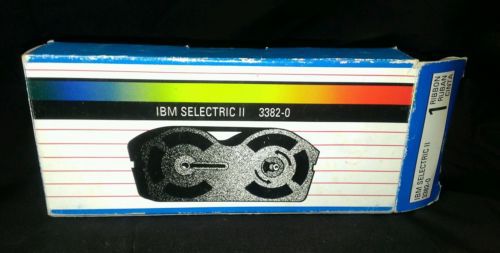 IBM SELECTRIC II 3382-0
1 RIBBON
RUBAN
CINTA
IBM SELECTRIC II
3382-0